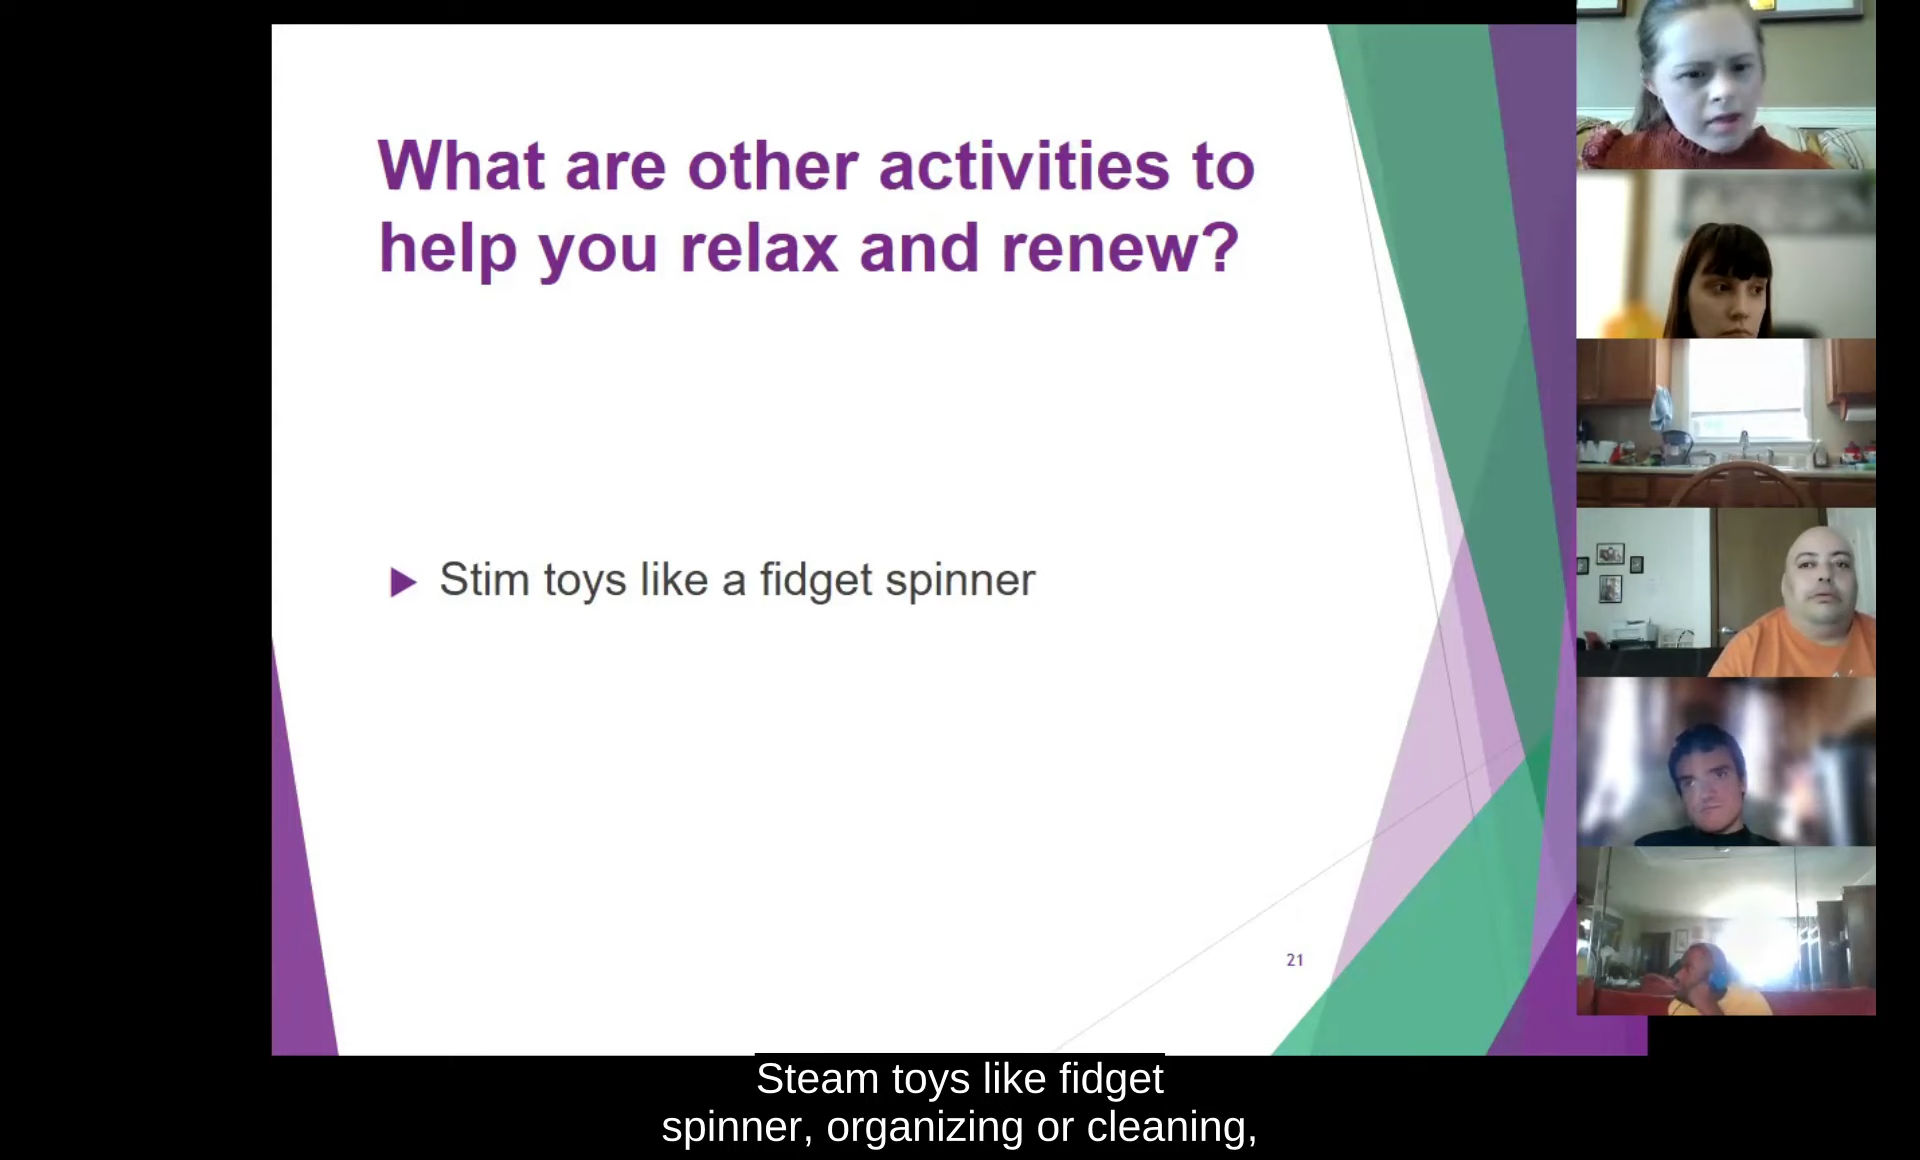 What are other activities to
help you relax and renew?
Stim toys like a fidget spinner
21
Steam toys like fidget
spinner, organizing or cleaning,